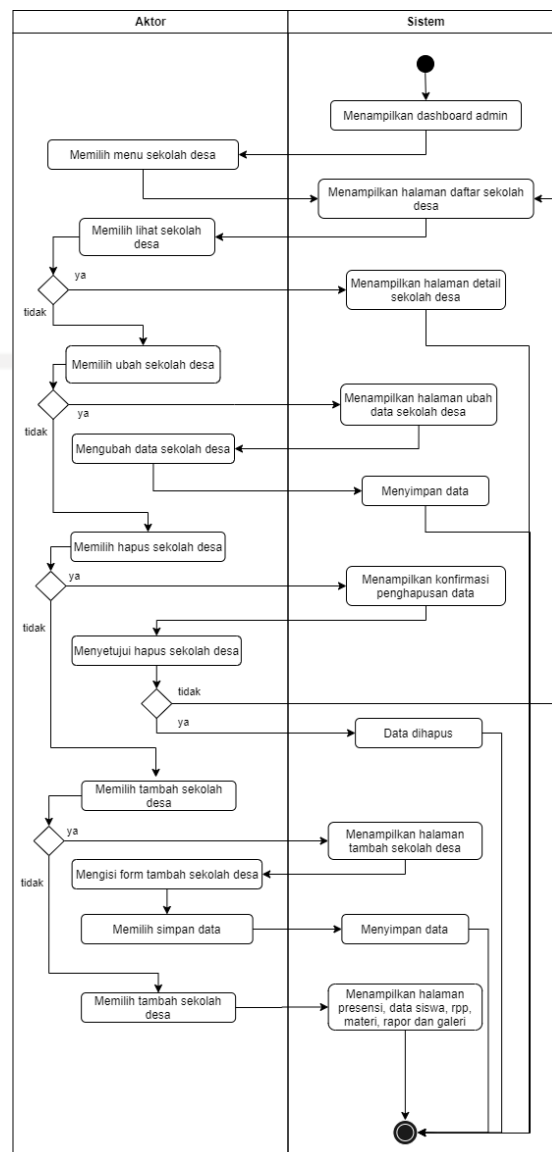 Aktor
Sistem
Menampilkan dashboard admin
Memilih menu sekolah desa
Menampilkan halaman daftar sekolah
desa
Memilih lihat sekolah
desa
ya
Menampilkan halaman detail
sekolah desa
tidak
Memilih ubah sekolah desa
ya
Menampilkan halaman ubah
data sekolah desa
tidak
Mengubah data sekolah desa
Menyimpan data
Memilih hapus sekolah desa
ya
Menampilkan konfirmasi
penghapusan data
tidak
Menyetujui hapus sekolah desa
tidak
ya
Data dihapus
Memilih tambah sekolah
desa
ya
Menampilkan halaman
tambah sekolah desa
tidak
Mengisi form tambah sekolah desa
Memilih simpan data
Menyimpan data
Memilih tambah sekolah
desa
Menampilkan halaman
presensi, data siswa, rpp,
materi, rapor dan galeri